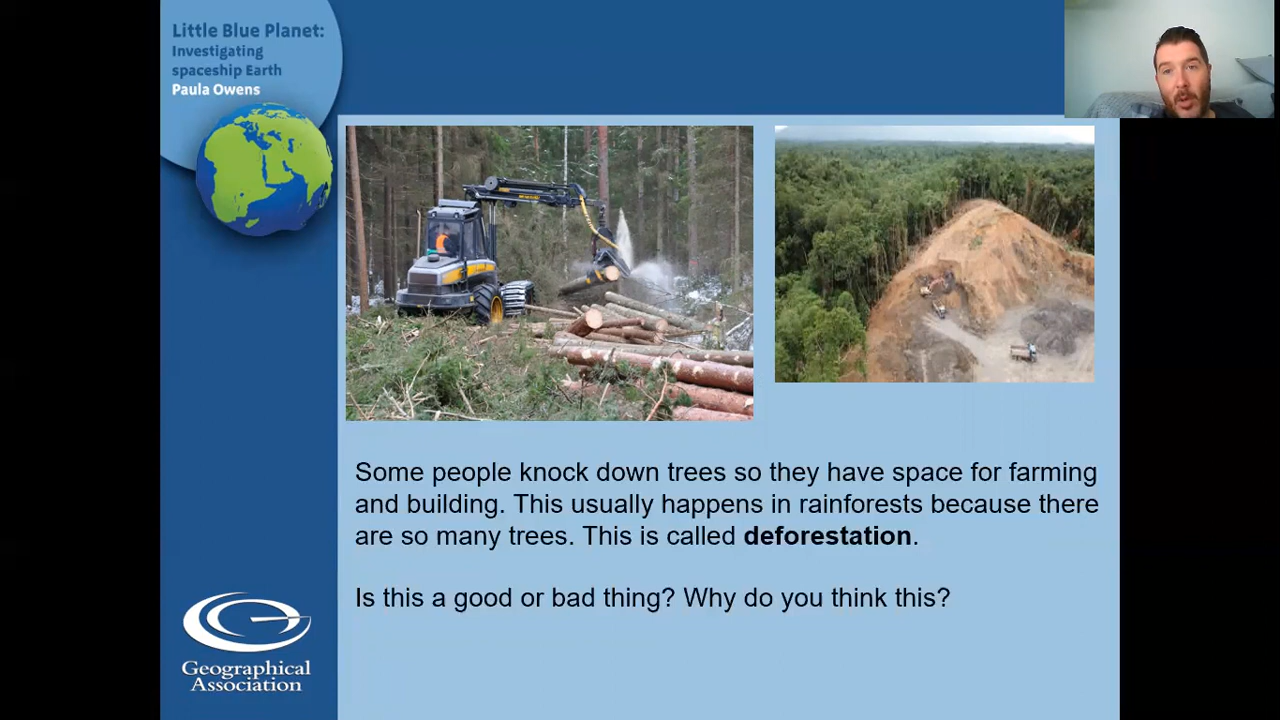 Little Blue Planet:
Investigating
spaceship Earth
Paula Owens
Some people knock down trees so they have space for farming
and building. This usually happens in rainforests because there
are so many trees. This is called deforestation.
Is this a good or bad thing? Why do you think this?
Geographical
Association